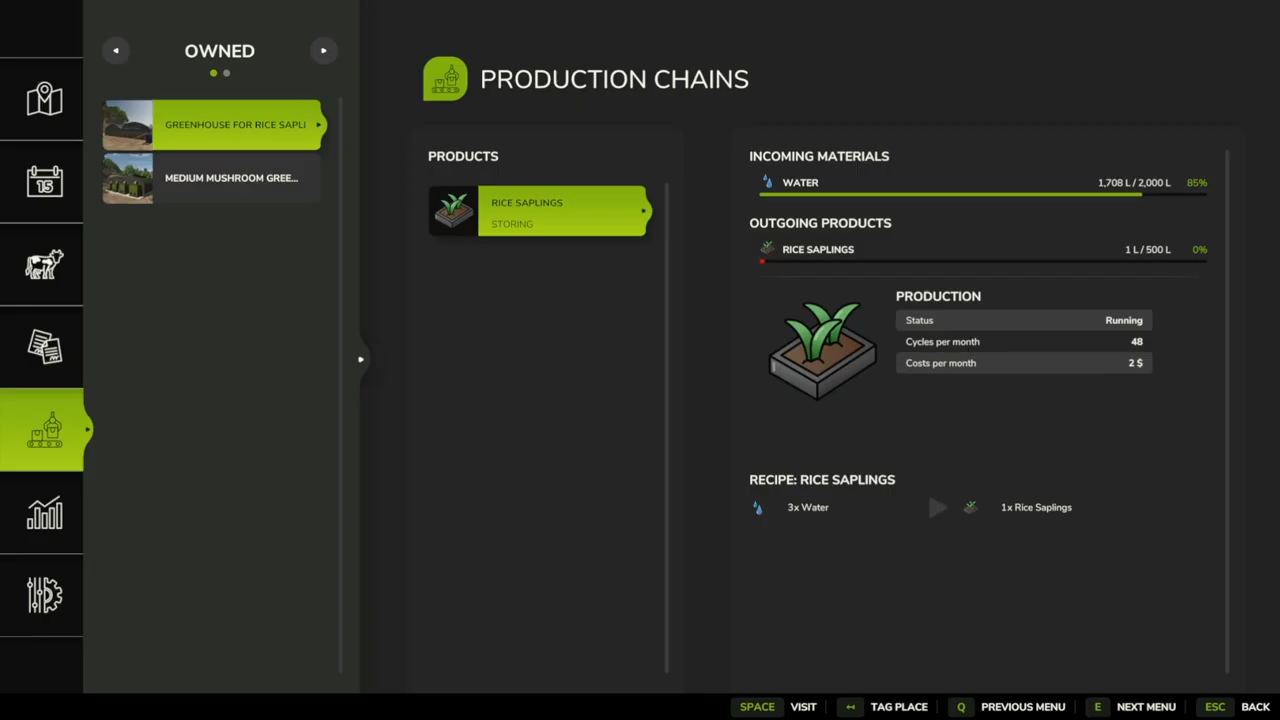 OWNED
GREENHOUSE FOR RICE SAPLI
MEDIUM MUSHROOM GREE...
15
PRODUCTION CHAINS
PRODUCTS
RICE SAPLINGS
STORING
INCOMING MATERIALS
WATER 1,708 L / 2,000 L 85%
OUTGOING PRODUCTS
RICE SAPLINGS 1 L / 500 L 0%
PRODUCTION
Status Running
Cycles per month 48
Costs per month 2 $
RECIPE: RICE SAPLINGS
3x Water 1x Rice Saplings
SPACE VISIT TAG PLACE Q PREVIOUS MENU E NEXT MENU ESC BACK